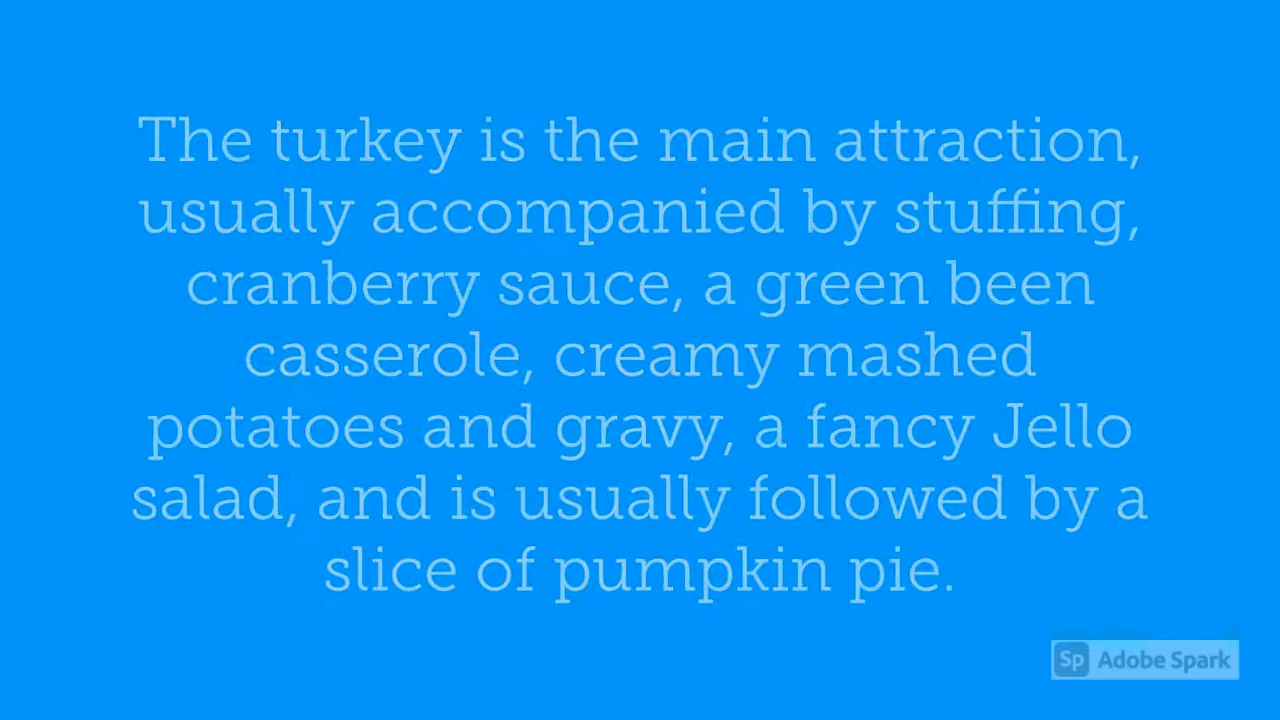 The turkey is the main attraction,
usually accompanied by stuffing,
cranberry sauce, a green been
casserole, creamy mashed
potatoes and gravy, a fancy Jello
salad, and is usually followed by a
slice of pumpkin pie.
Sp Adobe Spark